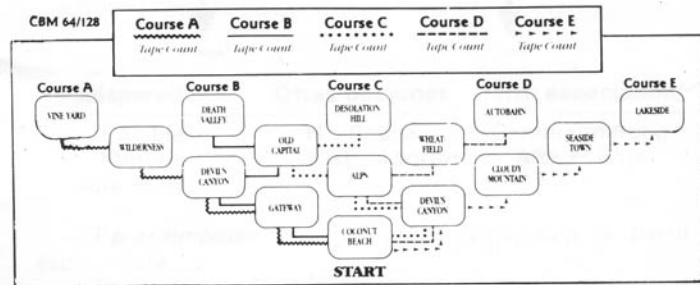 CBM 64/128
Course A Course B Course C Course D Course E
Tape Count Tape Count Tape Count Tape Count Tape Count
Course A Course B Course C Course D Course E
VINE YARD
DEATH
VALLEY
DESOLATION
HILL
AUTOBAHN
LAKESIDE
WILDERNESS
OLD
CAPITAL
WHEAT
FIELD
SEASIDE
TOWN
DEVIL'S
CANYON
ALPS
CLOUDY
MOUNTAIN
GATEWAY
DEVIL'S
CANYON
COCONUT
BEACH
START